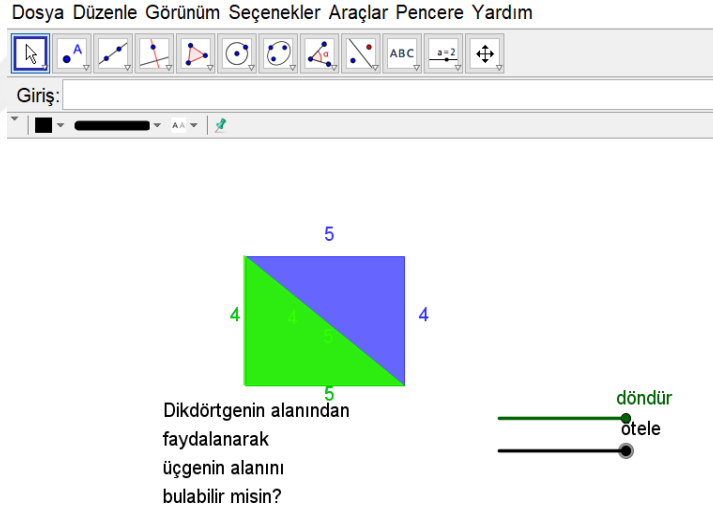 Dosya Düzenle Görünüm Seçenekler Araçlar Pencere Yardım
A
α
ABC
a=2
Giriş:
AA
5
4
4
5
4
5
döndür
ötele
Dikdörtgenin alanından
faydalanarak
üçgenin alanını
bulabilir misin?